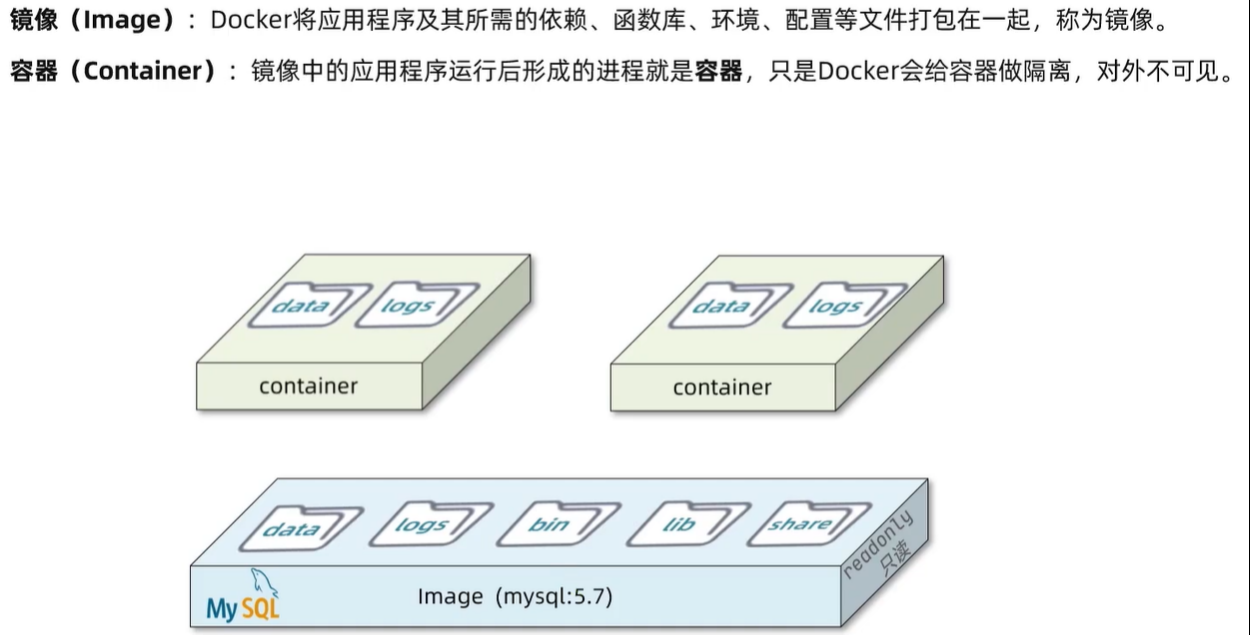 镜像（Image）：Docker将应用程序及其所需的依赖、函数库、环境、配置等文件打包在一起，称为镜像。
容器（Container）：镜像中的应用程序运行后形成的进程就是容器，只是Docker会给容器做隔离，对外不可见。
data logs
container
data logs
container
data logs bin lib share
readonly
只读
MySQL
Image (mysql:5.7)